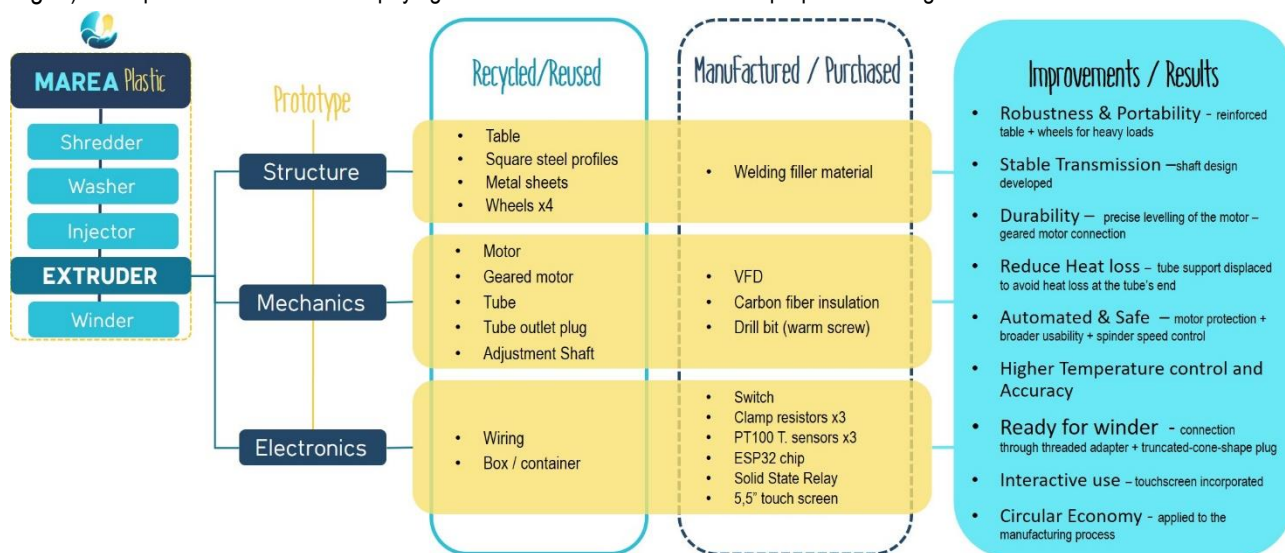 MAREA Plastic
Shredder
Washer
Injector
EXTRUDER
Winder
Prototype
Structure
Mechanics
Electronics
Recycled/Reused
• Table
• Square steel profiles
• Metal sheets
• Wheels x4
• Motor
• Geared motor
• Tube
• Tube outlet plug
• Adjustment Shaft
• Wiring
• Box / container
Manufactured / Purchased
• Welding filler material
• VFD
• Carbon fiber insulation
• Drill bit (warm screw)
• Switch
• Clamp resistors x3
• PT100 T. sensors x3
• ESP32 chip
• Solid State Relay
• 5,5" touch screen
Improvements / Results
• Robustness & Portability - reinforced
table + wheels for heavy loads
• Stable Transmission –shaft design
developed
• Durability – precise levelling of the motor –
geared motor connection
• Reduce Heat loss – tube support displaced
to avoid heat loss at the tube's end
• Automated & Safe – motor protection +
broader usability + spinder speed control
• Higher Temperature control and
Accuracy
• Ready for winder - connection
through threaded adapter + truncated-cone-shape plug
• Interactive use – touchscreen incorporated
• Circular Economy - applied to the
manufacturing process